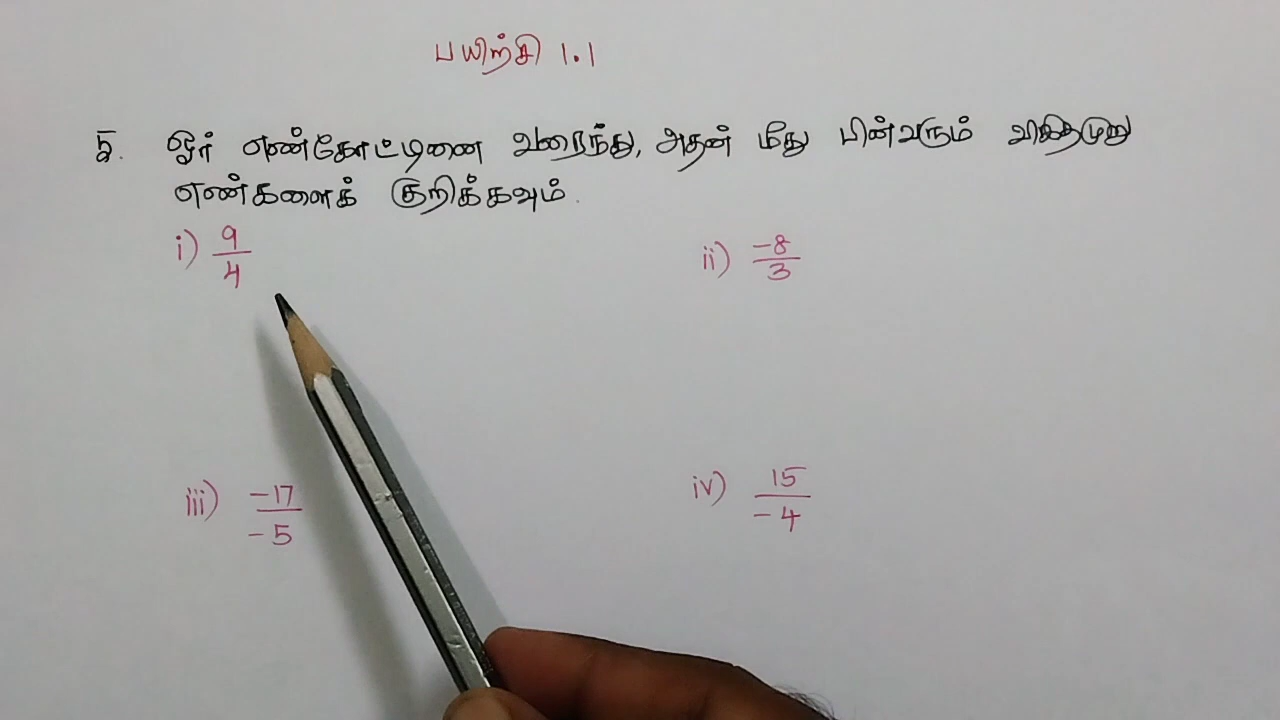 பயிற்சி 1.1
5. ஓர் எண்கோட்டினை வரைந்து, அதன் மீது பின்வரும் விகிதமுறு
எண்களைக் குறிக்கவும்.
i) 9/4 ii) -8/3
iii) -17/-5 iv) 15/-4